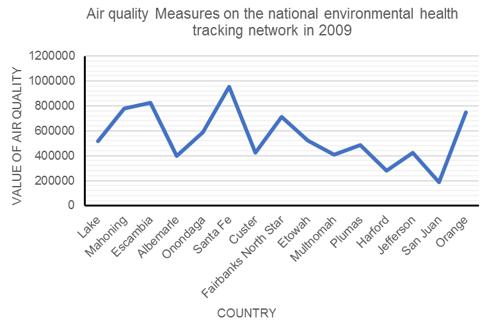 Air quality Measures on the national environmental health
tracking network in 2009
VALUE OF AIR QUALITY
1200000
1000000
800000
600000
400000
200000
0
Lake
Mahoning
Escambia
Albemarle
Onondaga
Santa Fe
Custer
Fairbanks North Star
Etowah
Multnomah
Plumas
Harford
Jefferson
San Juan
Orange
COUNTRY